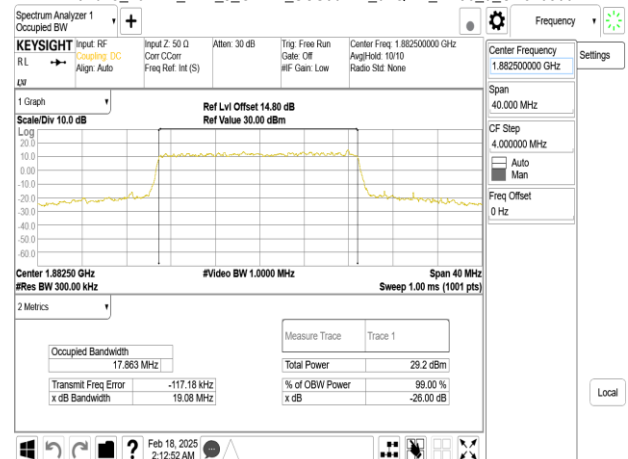 Spectrum Analyzer 1
Occupied BW
Frequency
KEYSIGHT
RL
Input: RF
Coupling: DC
Align: Auto
Input Z: 50 Ω
Corr CCorr
Freq Ref: Int (S)
Atten: 30 dB
Trig: Free Run
Gate: Off
#IF Gain: Low
Center Freq: 1.882500000 GHz
Avg|Hold: 10/10
Radio Std: None
Center Frequency
1.882500000 GHz
Settings
Span
40.000 MHz
CF Step
4.000000 MHz
Auto
Man
Freq Offset
0 Hz
Local
1 Graph
Ref Lvl Offset 14.80 dB
Scale/Div 10.0 dB
Ref Value 30.00 dBm
Log
20.0
10.0
0.00
-10.0
-20.0
-30.0
-40.0
-50.0
-60.0
Center 1.88250 GHz
#Video BW 1.0000 MHz
Span 40 MHz
#Res BW 300.00 kHz
Sweep 1.00 ms (1001 pts)
2 Metrics
Measure Trace
Trace 1
Occupied Bandwidth
17.863 MHz
Total Power
29.2 dBm
Transmit Freq Error
-117.18 kHz
% of OBW Power
99.00 %
x dB Bandwidth
19.08 MHz
x dB
-26.00 dB
Feb 18, 2025
2:12:52 AM